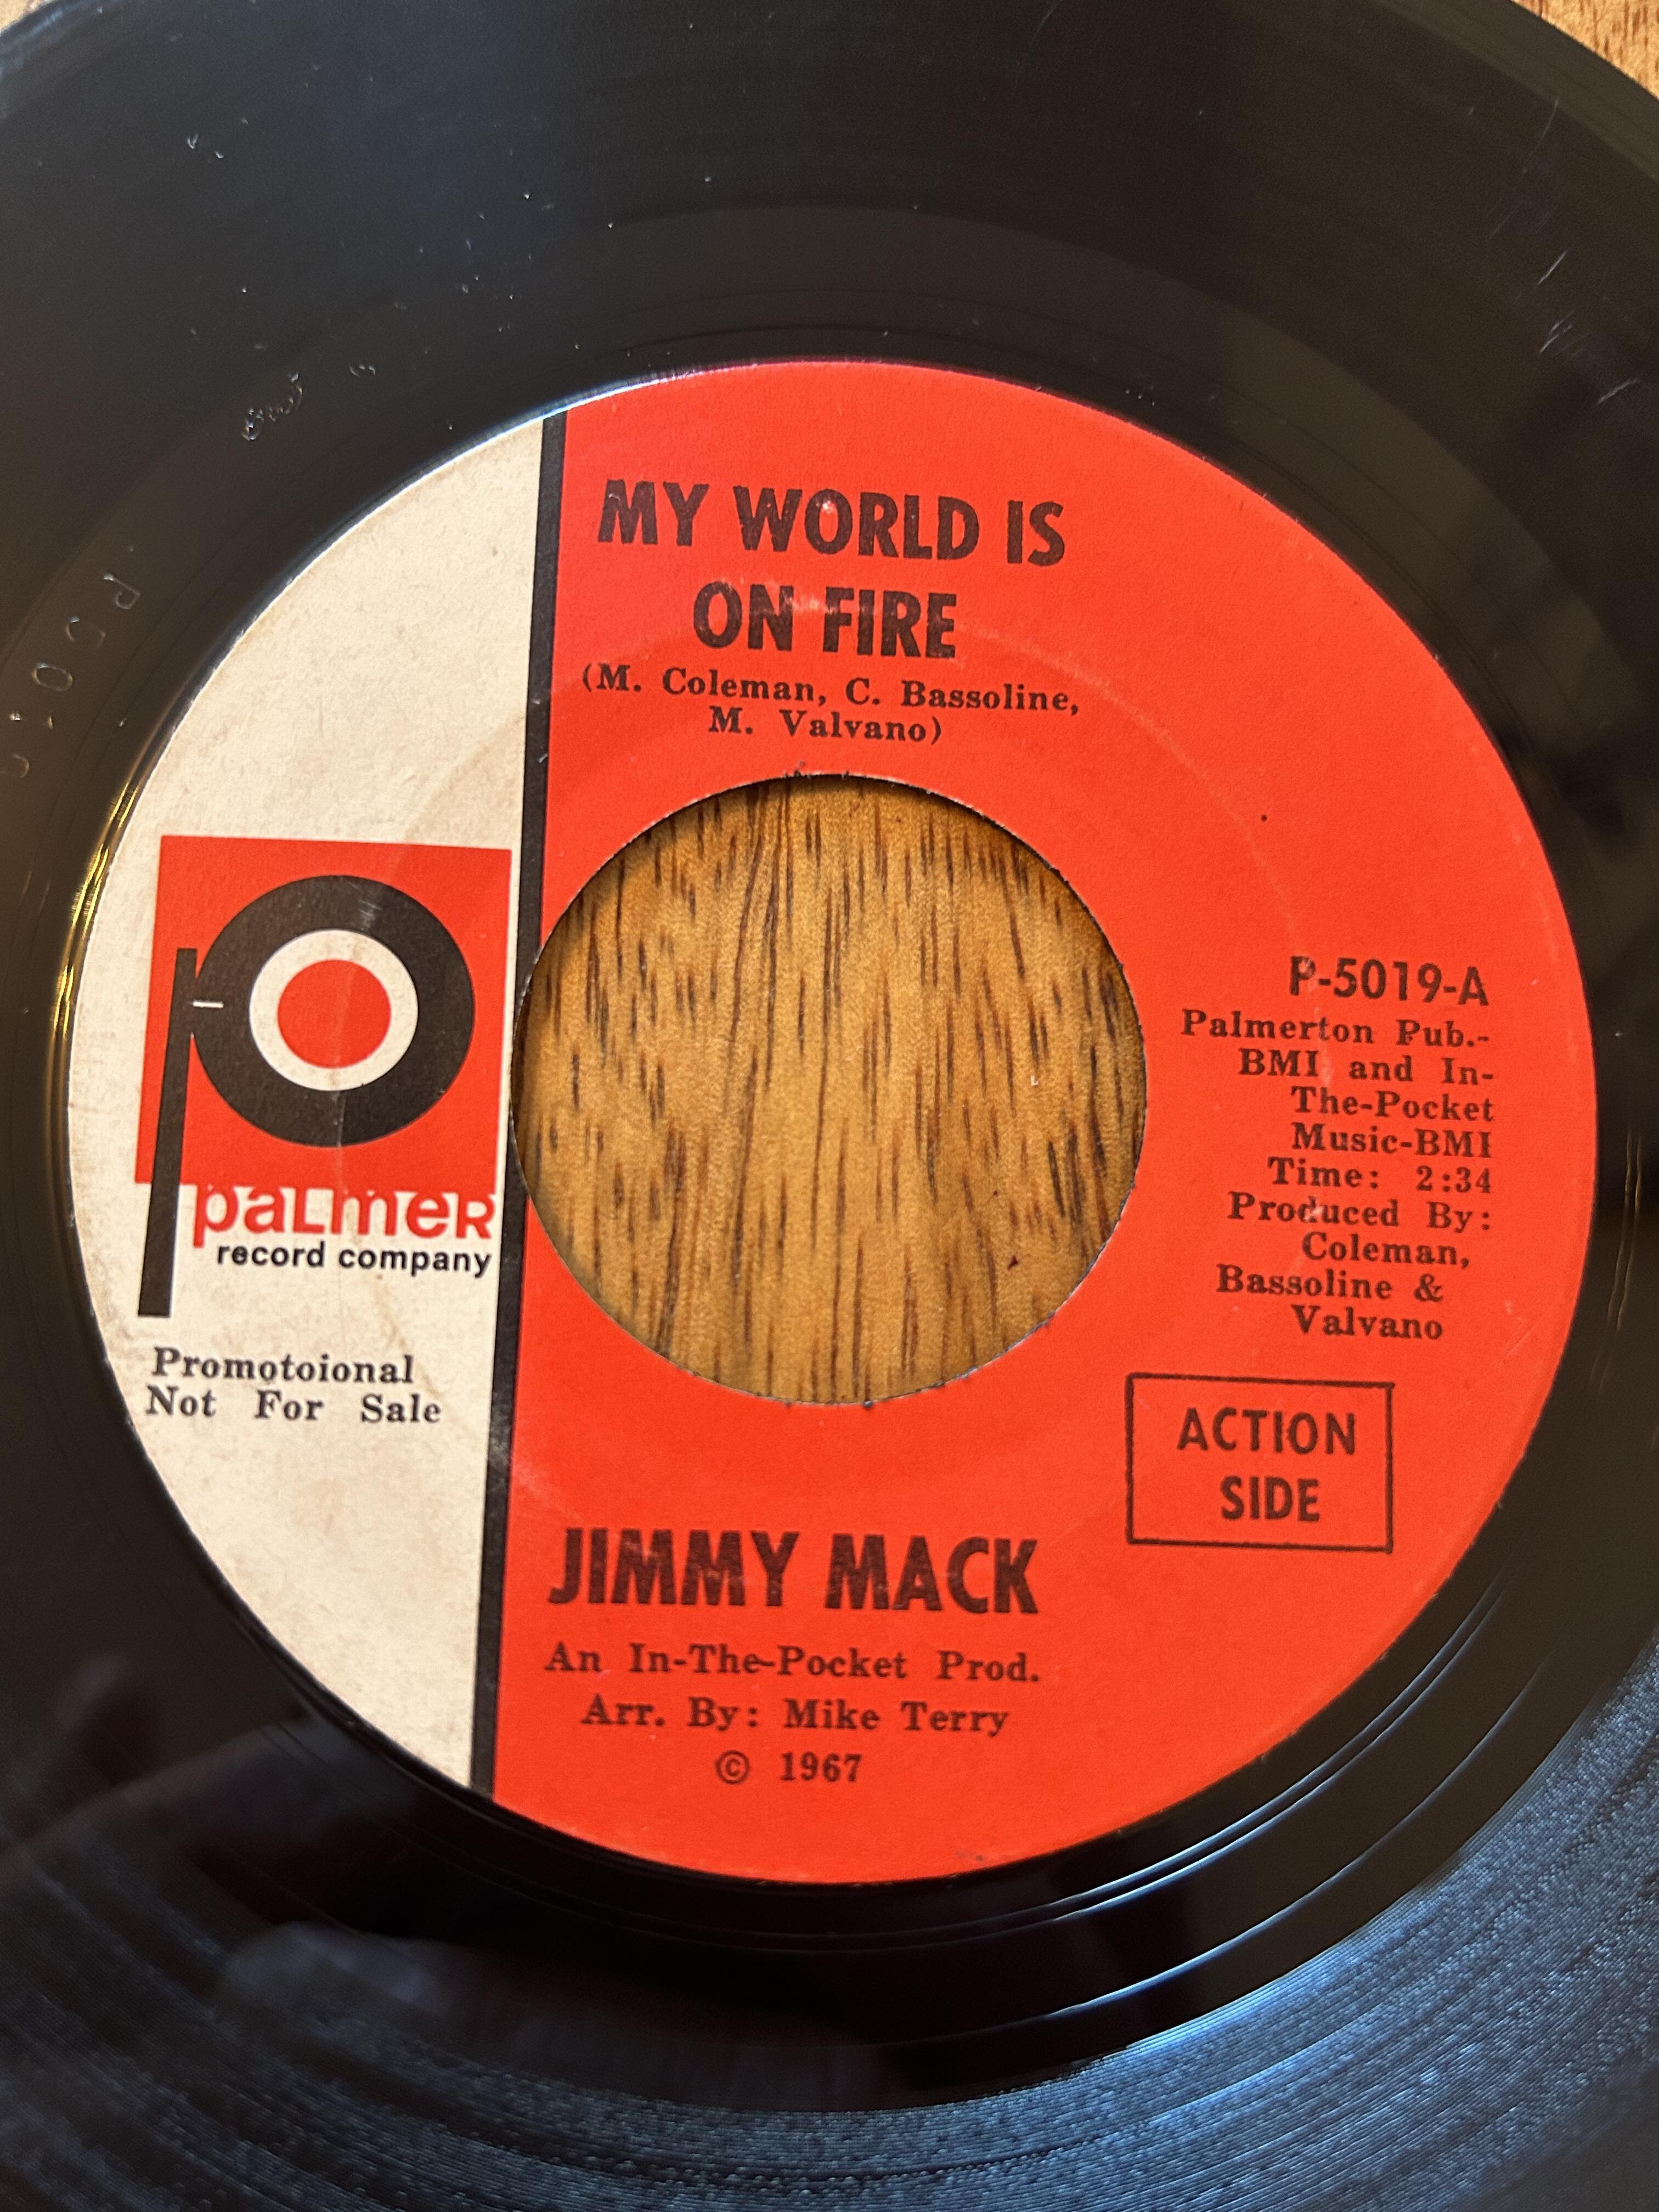 MY WORLD IS
ON FIRE
(M. Coleman, C. Bassoline,
M. Valvano)
P-5019-A
Palmerton Pub.-
BMI and In-
The-Pocket
Music-BMI
Time: 2:34
Produced By:
Coleman,
Bassoline &
Valvano
palmer
record company
Promotoional
Not For Sale
ACTION
SIDE
JIMMY MACK
An In-The-Pocket Prod.
Arr. By: Mike Terry
© 1967